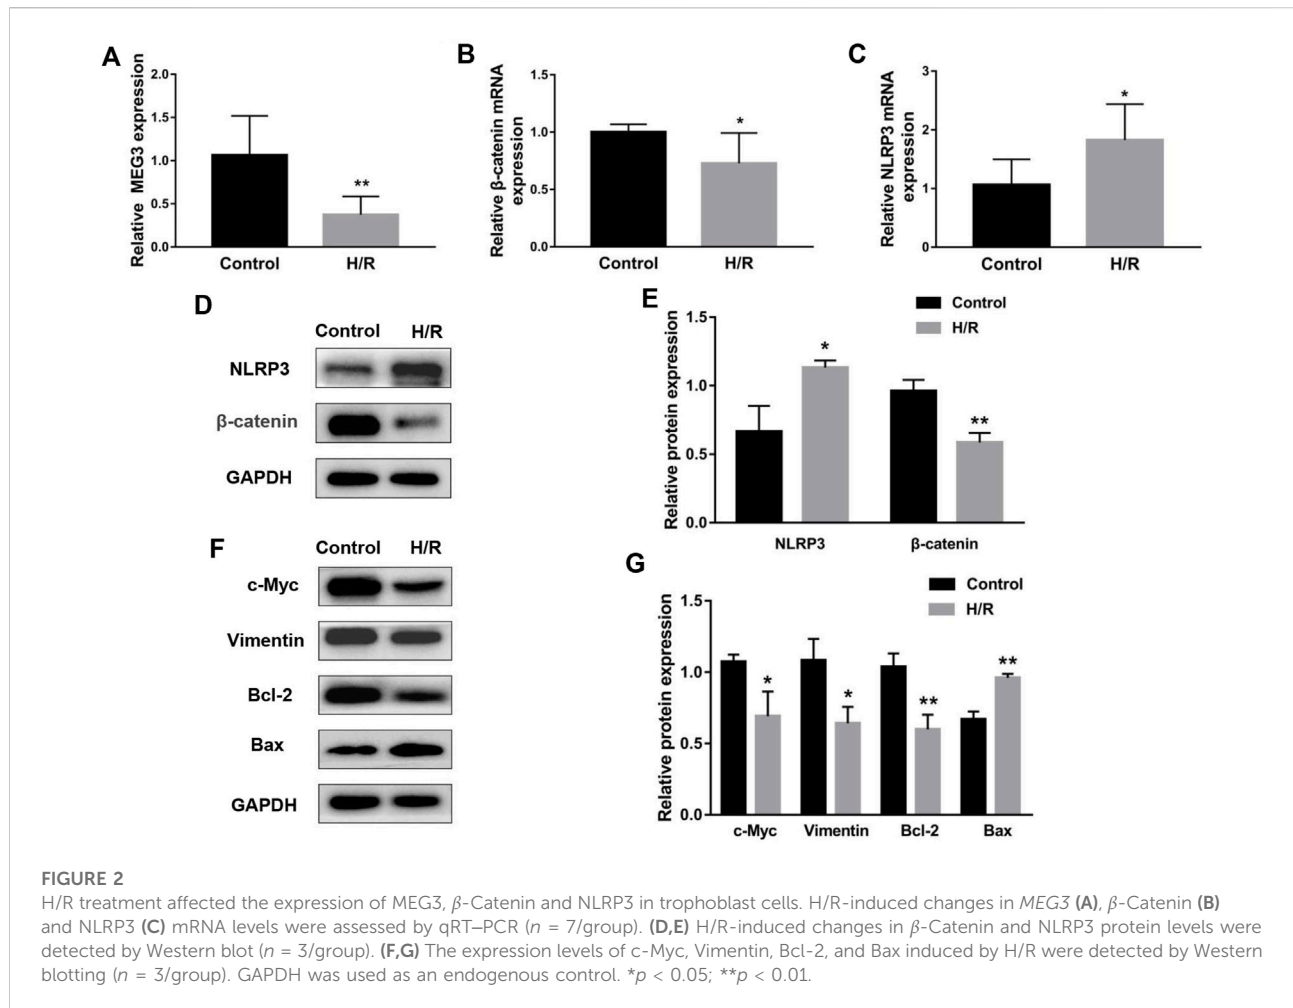 A
Relative MEG3 expression
2.0
1.5
1.0
0.5
0.0
**
Control H/R
B
Relative β-catenin mRNA
expression
1.5
1.0
0.5
0.0
*
Control H/R
C
Relative NLRP3 mRNA
expression
3
2
1
0
*
Control H/R
D
Control H/R
NLRP3
β-catenin
GAPDH
E
Control
H/R
Relative protein expression
1.5
1.0
0.5
0.0
*
**
NLRP3 β-catenin
F
Control H/R
c-Myc
Vimentin
Bcl-2
Bax
GAPDH
G
Control
H/R
Relative protein expression
1.5
1.0
0.5
0.0
*
*
**
**
c-Myc Vimentin Bcl-2 Bax
FIGURE 2
H/R treatment affected the expression of MEG3, β-Catenin and NLRP3 in trophoblast cells. H/R-induced changes in MEG3 (A), β-Catenin (B)
and NLRP3 (C) mRNA levels were assessed by qRT–PCR (n = 7/group). (D,E) H/R-induced changes in β-Catenin and NLRP3 protein levels were
detected by Western blot (n = 3/group). (F,G) The expression levels of c-Myc, Vimentin, Bcl-2, and Bax induced by H/R were detected by Western
blotting (n = 3/group). GAPDH was used as an endogenous control. *p < 0.05; **p < 0.01.